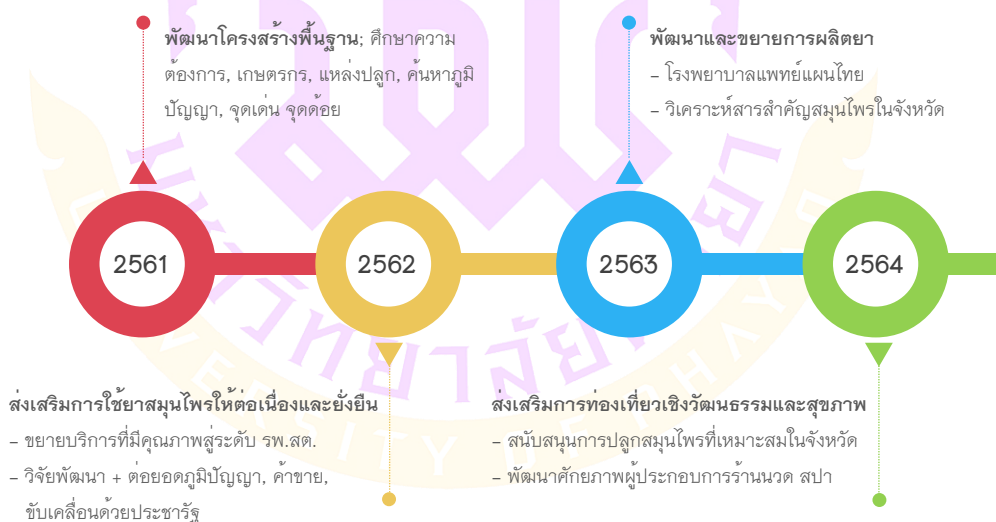 พัฒนาโครงสร้างพื้นฐาน; ศึกษาความ
ต้องการ, เกษตรกร, แหล่งปลูก, ค้นหาภูมิ
ปัญญา, จุดเด่น จุดด้อย
พัฒนาและขยายการผลิตยา
– โรงพยาบาลแพทย์แผนไทย
– วิเคราะห์สารสำคัญสมุนไพรในจังหวัด
2561
2562
2563
2564
ส่งเสริมการใช้ยาสมุนไพรให้ต่อเนื่องและยั่งยืน
– ขยายบริการที่มีคุณภาพสู่ระดับ รพ.สต.
– วิจัยพัฒนา + ต่อยอดภูมิปัญญา, ค้าขาย,
ขับเคลื่อนด้วยประชารัฐ
ส่งเสริมการท่องเที่ยวเชิงวัฒนธรรมและสุขภาพ
– สนับสนุนการปลูกสมุนไพรที่เหมาะสมในจังหวัด
– พัฒนาศักยภาพผู้ประกอบการร้านนวด สปา